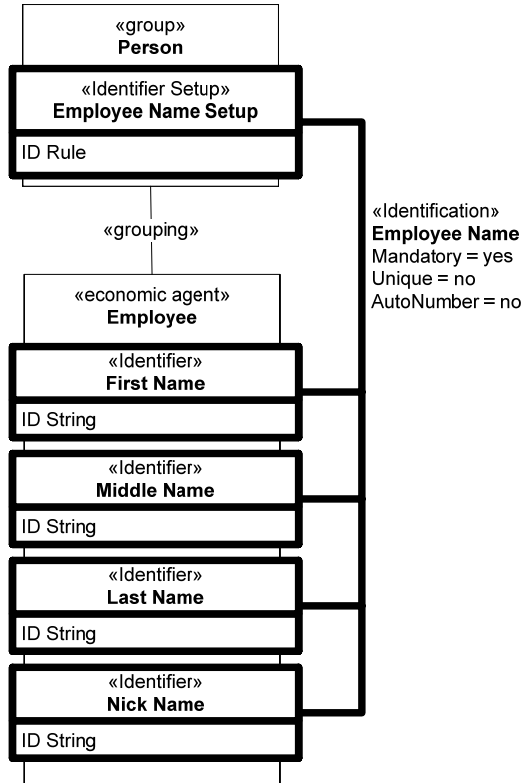 «group»
Person
«Identifier Setup»
Employee Name Setup
ID Rule
«grouping»
«Identification»
Employee Name
Mandatory = yes
Unique = no
AutoNumber = no
«economic agent»
Employee
«Identifier»
First Name
ID String
«Identifier»
Middle Name
ID String
«Identifier»
Last Name
ID String
«Identifier»
Nick Name
ID String